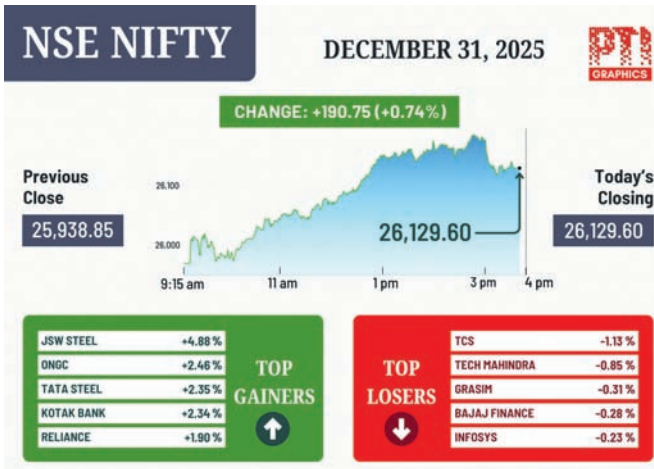 NSE NIFTY
DECEMBER 31, 2025
PTI
GRAPHICS
CHANGE: +190.75 (+0.74%)
Previous
Close
25,938.85
26,100
26,000
26,129.60
Today's
Closing
26,129.60
9:15 am 11 am 1 pm 3 pm 4 pm
JSW STEEL +4.88 %
ONGC +2.46 %
TATA STEEL +2.35 %
KOTAK BANK +2.34 %
RELIANCE +1.90 %
TOP
GAINERS
TOP
LOSERS
TCS -1.13 %
TECH MAHINDRA -0.85 %
GRASIM -0.31 %
BAJAJ FINANCE -0.28 %
INFOSYS -0.23 %